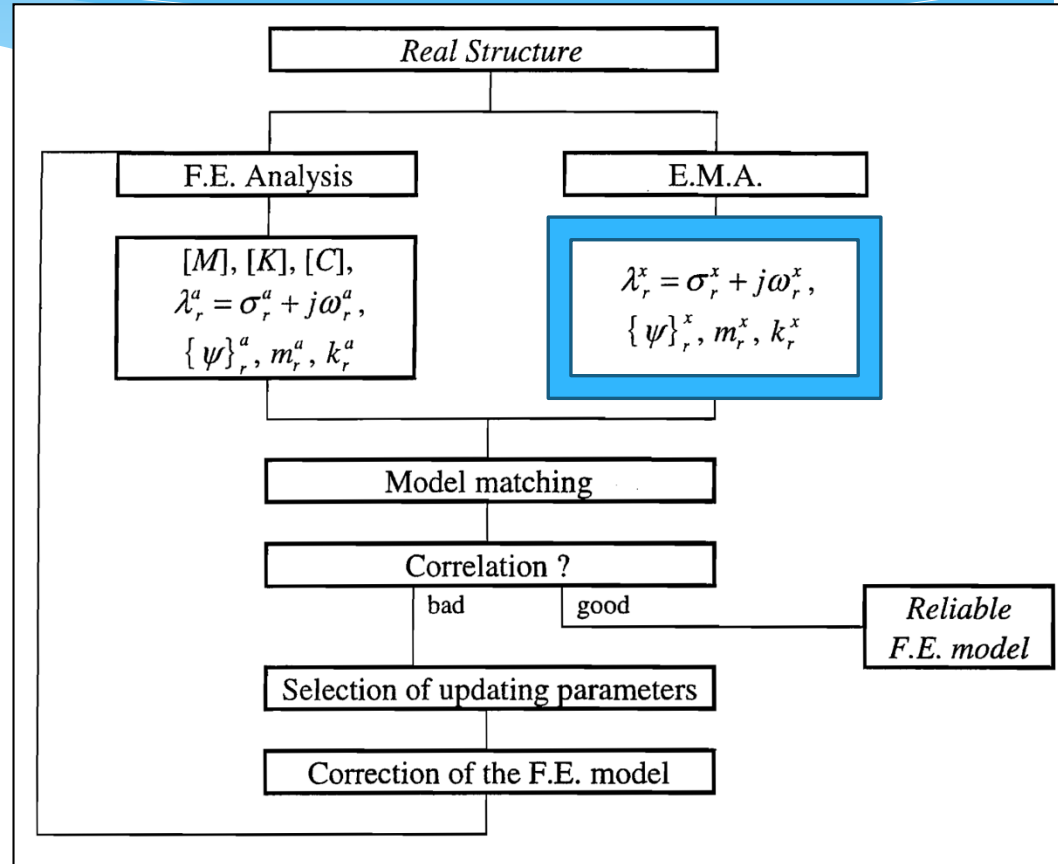 Real Structure
F.E. Analysis
E.M.A.
[M], [K], [C],
λ_r^a = σ_r^a + jω_r^a,
{ψ}_r^a, m_r^a, k_r^a
λ_r^x = σ_r^x + jω_r^x,
{ψ}_r^x, m_r^x, k_r^x
Model matching
Correlation ?
bad
good
Reliable
F.E. model
Selection of updating parameters
Correction of the F.E. model